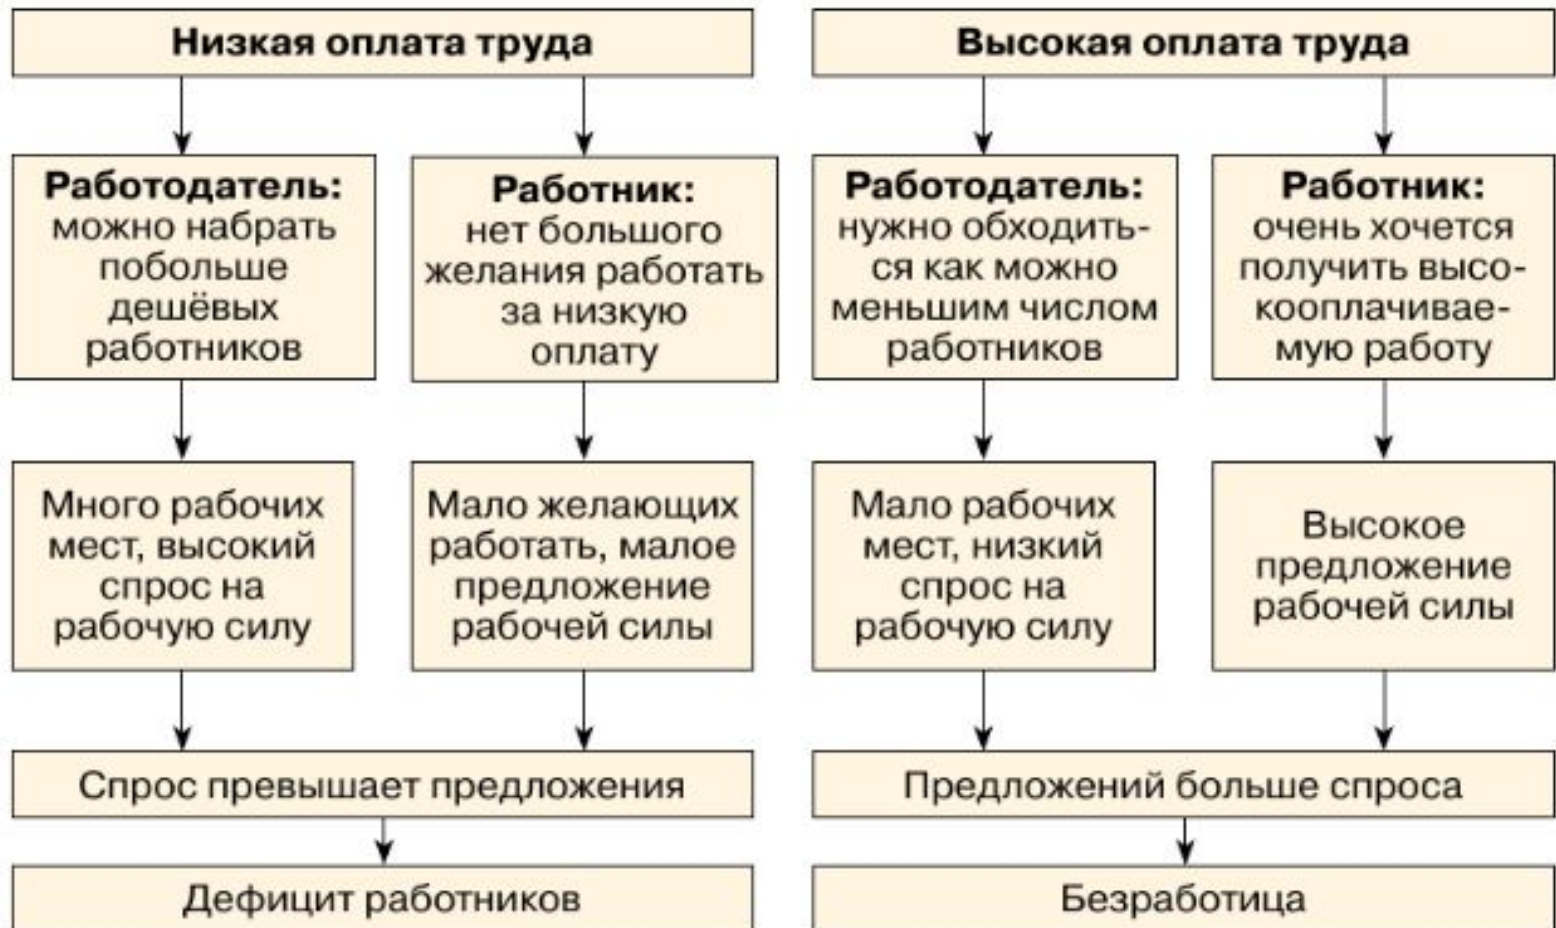 Низкая оплата труда
Высокая оплата труда
Работодатель:
можно набрать
побольше
дешёвых
работников
Работник:
нет большого
желания работать
за низкую
оплату
Работодатель:
нужно обходить-
ся как можно
меньшим числом
работников
Работник:
очень хочется
получить высо-
кооплачивае-
мую работу
Много рабочих
мест, высокий
спрос на
рабочую силу
Мало желающих
работать, малое
предложение
рабочей силы
Мало рабочих
мест, низкий
спрос на
рабочую силу
Высокое
предложение
рабочей силы
Спрос превышает предложения
Предложений больше спроса
Дефицит работников
Безработица